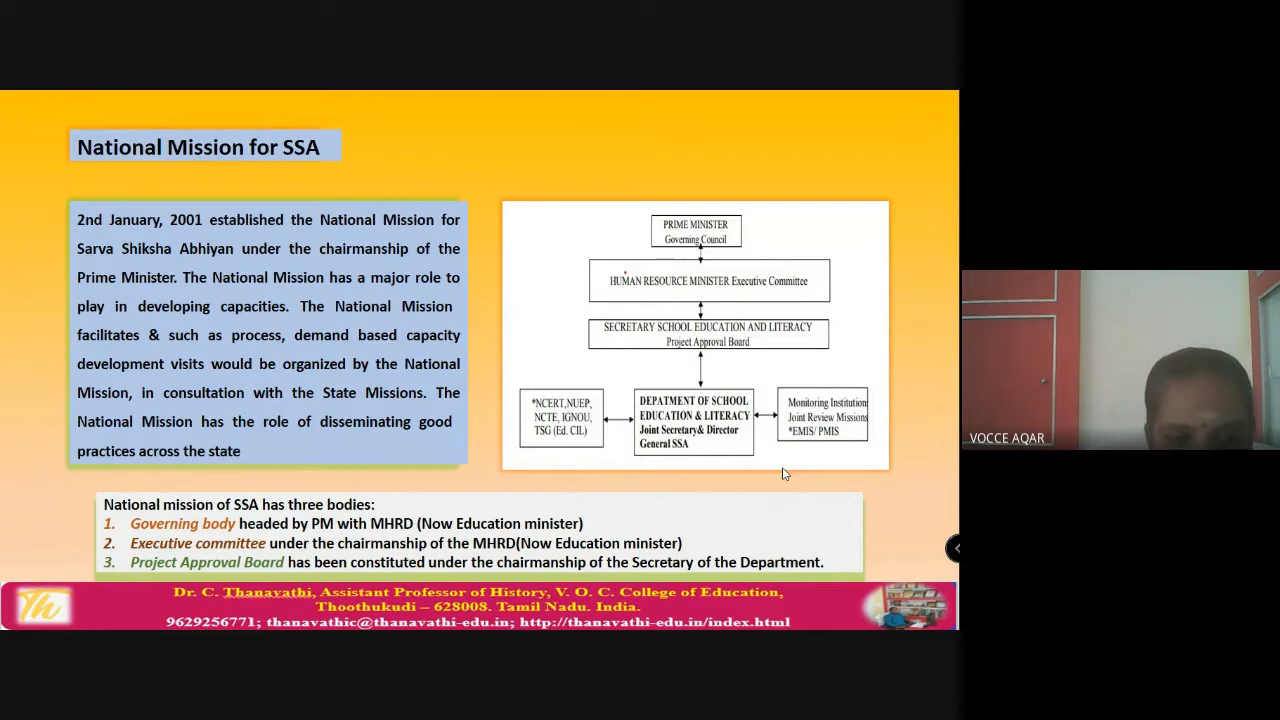 National Mission for SSA
2nd January, 2001 established the National Mission for
Sarva Shiksha Abhiyan under the chairmanship of the
Prime Minister. The National Mission has a major role to
play in developing capacities. The National Mission
facilitates & such as process, demand based capacity
development visits would be organized by the National
Mission, in consultation with the State Missions. The
National Mission has the role of disseminating good
practices across the state
PRIME MINISTER
Governing Council
HUMAN RESOURCE MINISTER Executive Committee
SECRETARY SCHOOL EDUCATION AND LITERACY
Project Approval Board
*NCERT,NUEP,
NCTE, IGNOU,
TSG (Ed. CIL)
DEPATMENT OF SCHOOL
EDUCATION & LITERACY
Joint Secretary& Director
General SSA
Monitoring Institution
Joint Review Missions
*EMIS/ PMIS
National mission of SSA has three bodies:
1. Governing body headed by PM with MHRD (Now Education minister)
2. Executive committee under the chairmanship of the MHRD(Now Education minister)
3. Project Approval Board has been constituted under the chairmanship of the Secretary of the Department.
Th
Dr. C. Thanavathi, Assistant Professor of History, V. O. C. College of Education,
Thoothukudi – 628008. Tamil Nadu. India.
9629256771; thanavathic@thanavathi-edu.in; http://thanavathi-edu.in/index.html
VOCCE AQAR